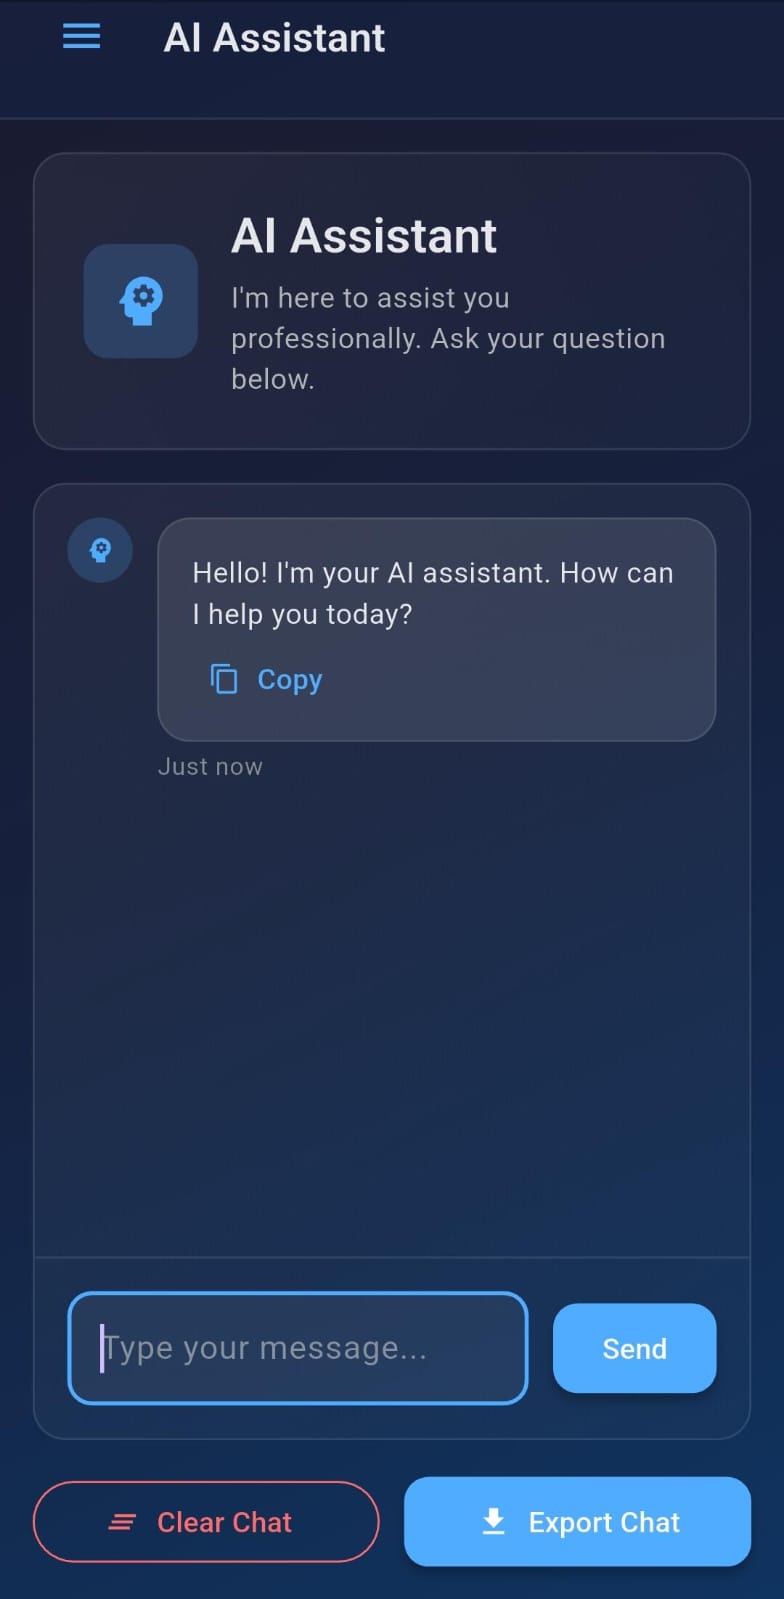 AI Assistant
AI Assistant
I'm here to assist you
professionally. Ask your question
below.
Hello! I'm your AI assistant. How can
I help you today?
Copy
Just now
Type your message...
Send
Clear Chat
Export Chat